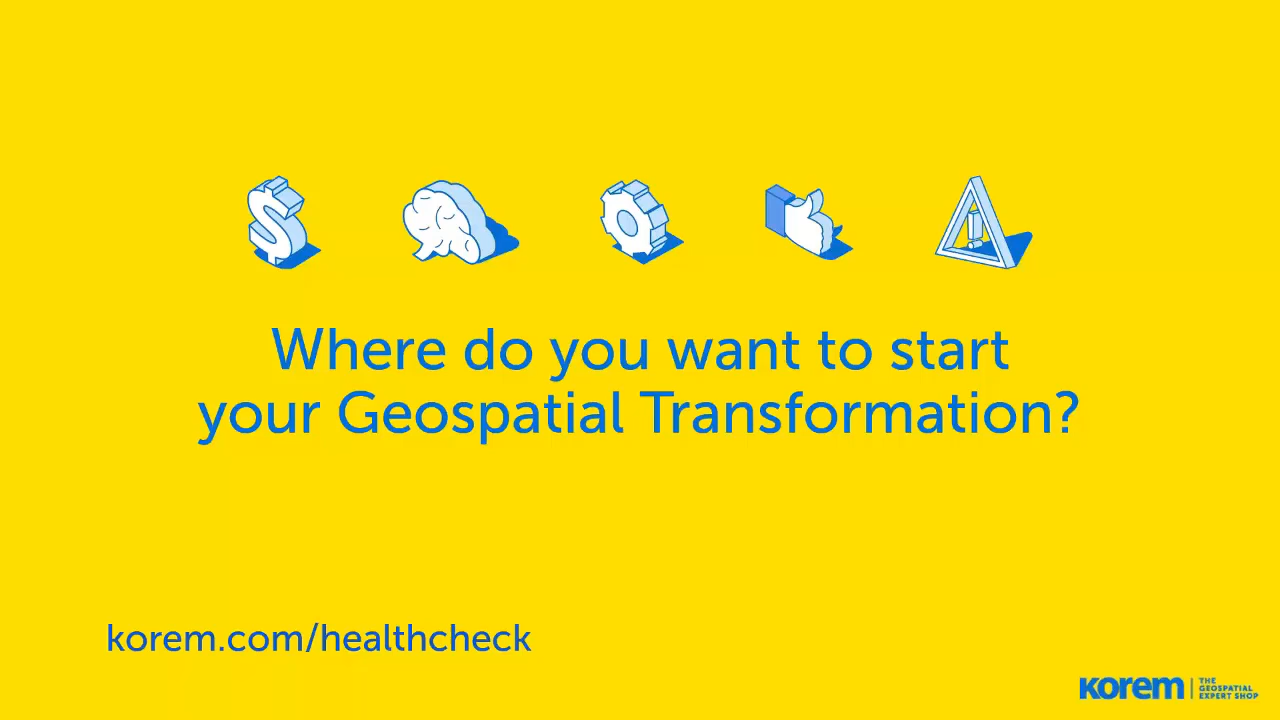 Where do you want to start
your Geospatial Transformation?
korem.com/healthcheck
korem
THE
GEOSPATIAL
EXPERT SHOP